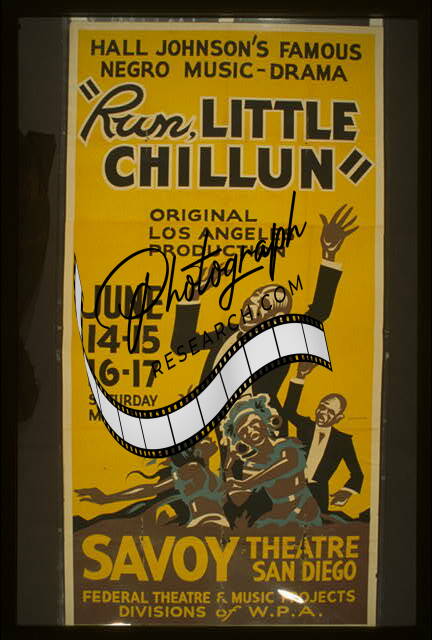 HALL JOHNSON'S FAMOUS
NEGRO MUSIC-DRAMA
"Run, LITTLE
CHILLUN"
ORIGINAL
LOS ANGELES
PRODUCTION
Photograph
RESEARCH.COM
JUNE
14-15
16-17
SATURDAY
SAVOY THEATRE
SAN DIEGO
FEDERAL THEATRE & MUSIC PROJECTS
DIVISIONS of W.P.A.